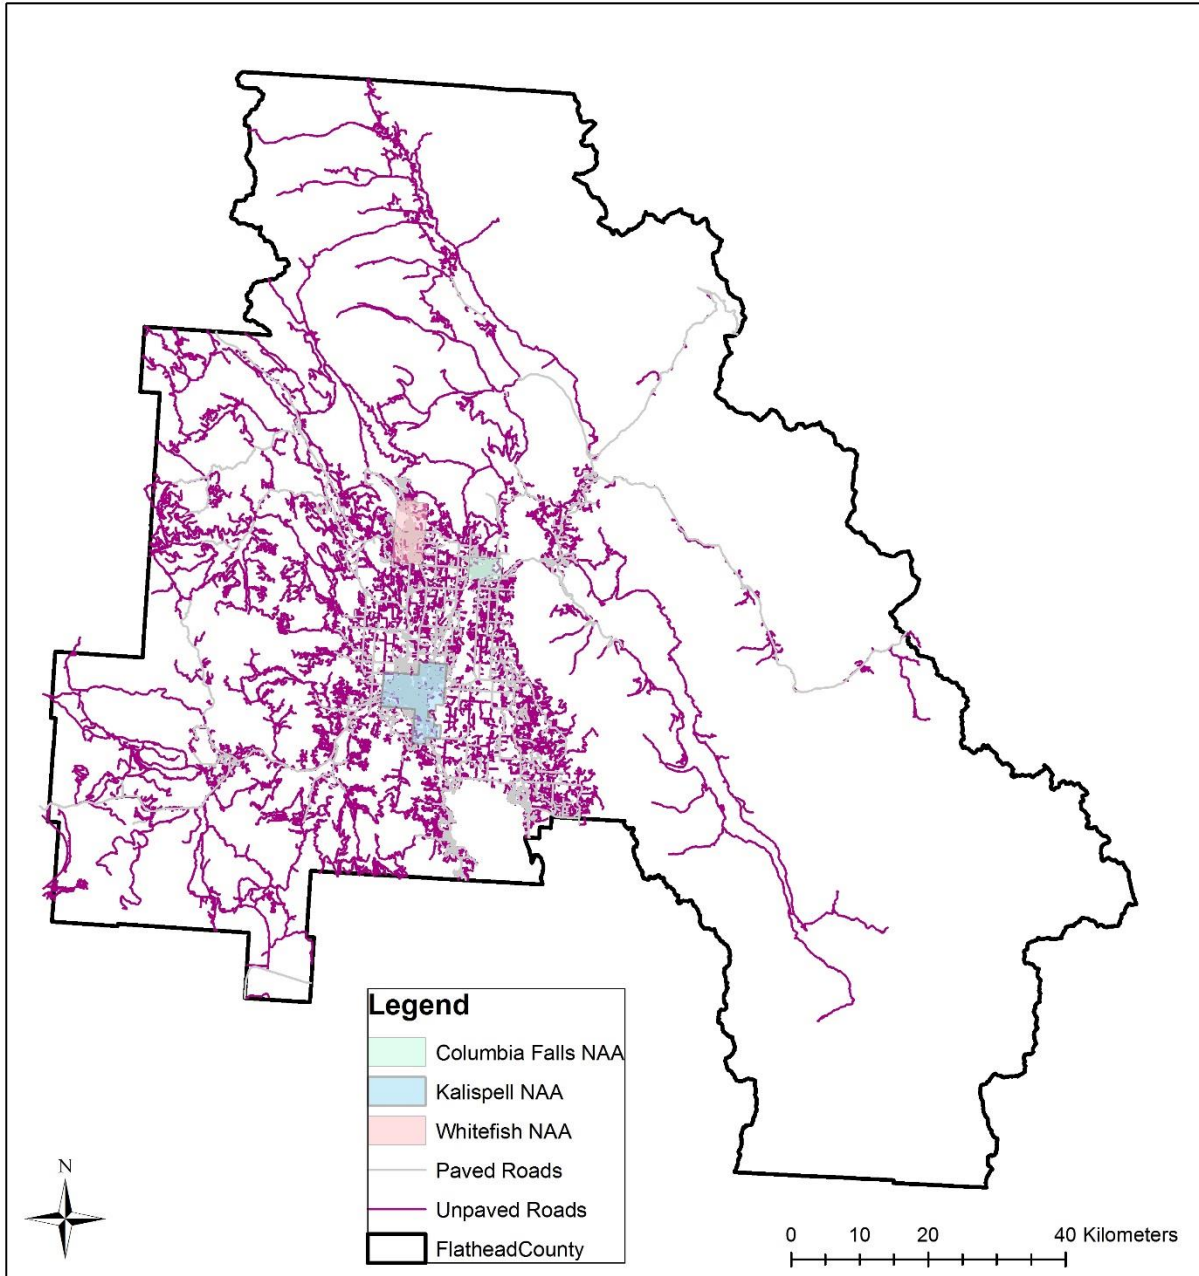 Legend
Columbia Falls NAA
Kalispell NAA
Whitefish NAA
Paved Roads
Unpaved Roads
FlatheadCounty
N
0 10 20 40 Kilometers